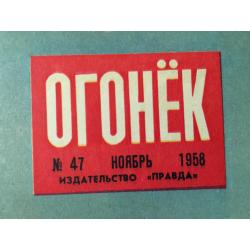 ОГОНЁК
№ 47 НОЯБРЬ 1958
ИЗДАТЕЛЬСТВО «ПРАВДА»